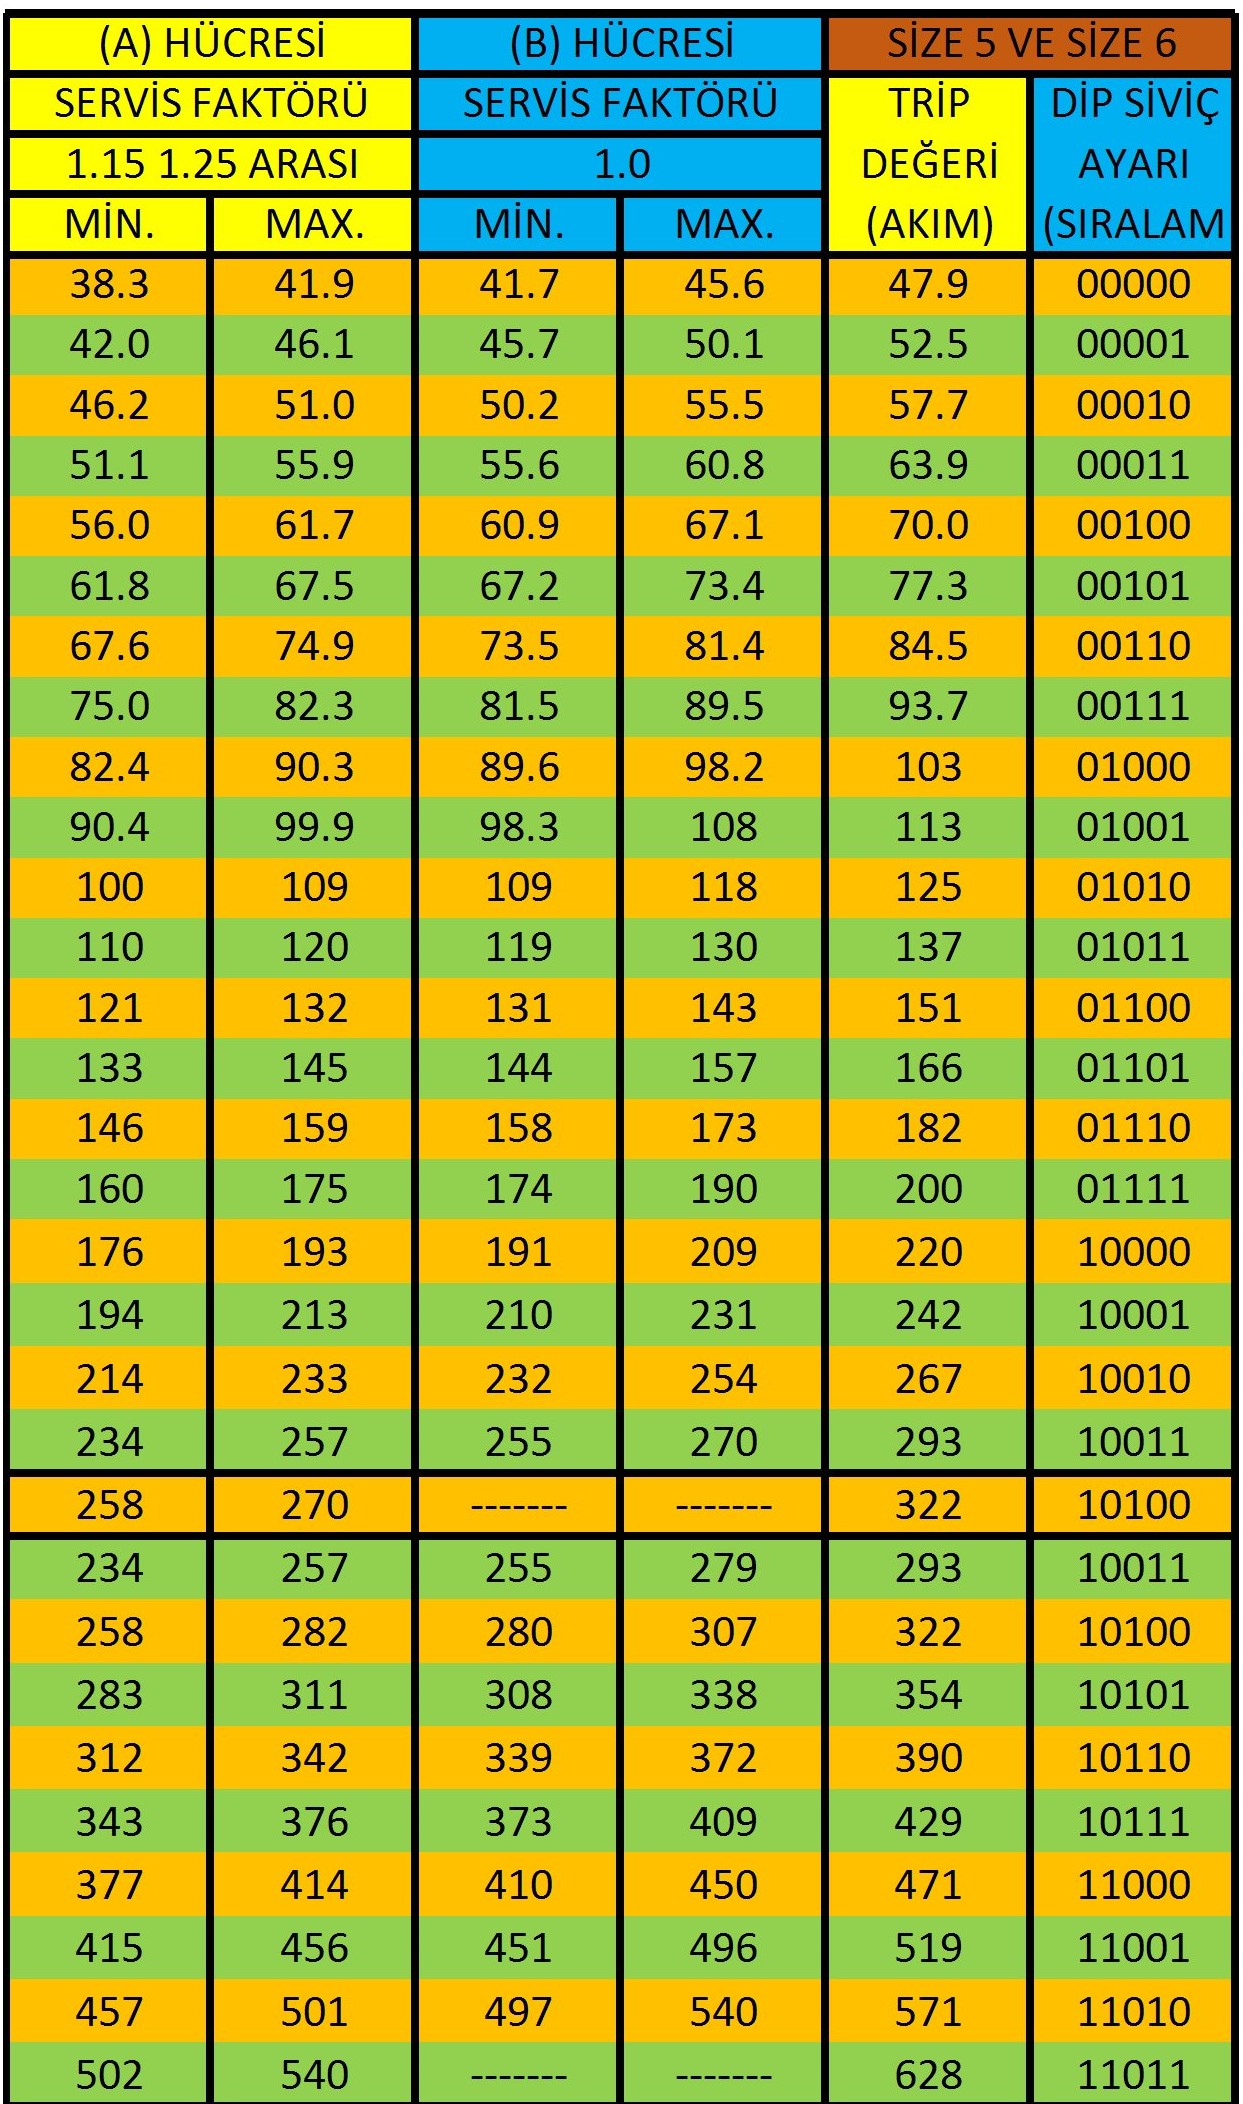 (A) HÜCRESİ (B) HÜCRESİ SİZE 5 VE SİZE 6
SERVİS FAKTÖRÜ SERVİS FAKTÖRÜ TRİP DİP SİVİÇ
1.15 1.25 ARASI 1.0 DEĞERİ AYARI
MİN. MAX. MİN. MAX. (AKIM) (SIRALAM
38.3 41.9 41.7 45.6 47.9 00000
42.0 46.1 45.7 50.1 52.5 00001
46.2 51.0 50.2 55.5 57.7 00010
51.1 55.9 55.6 60.8 63.9 00011
56.0 61.7 60.9 67.1 70.0 00100
61.8 67.5 67.2 73.4 77.3 00101
67.6 74.9 73.5 81.4 84.5 00110
75.0 82.3 81.5 89.5 93.7 00111
82.4 90.3 89.6 98.2 103 01000
90.4 99.9 98.3 108 113 01001
100 109 109 118 125 01010
110 120 119 130 137 01011
121 132 131 143 151 01100
133 145 144 157 166 01101
146 159 158 173 182 01110
160 175 174 190 200 01111
176 193 191 209 220 10000
194 213 210 231 242 10001
214 233 232 254 267 10010
234 257 255 270 293 10011
258 270 ------- ------- 322 10100
234 257 255 279 293 10011
258 282 280 307 322 10100
283 311 308 338 354 10101
312 342 339 372 390 10110
343 376 373 409 429 10111
377 414 410 450 471 11000
415 456 451 496 519 11001
457 501 497 540 571 11010
502 540 ------- ------- 628 11011